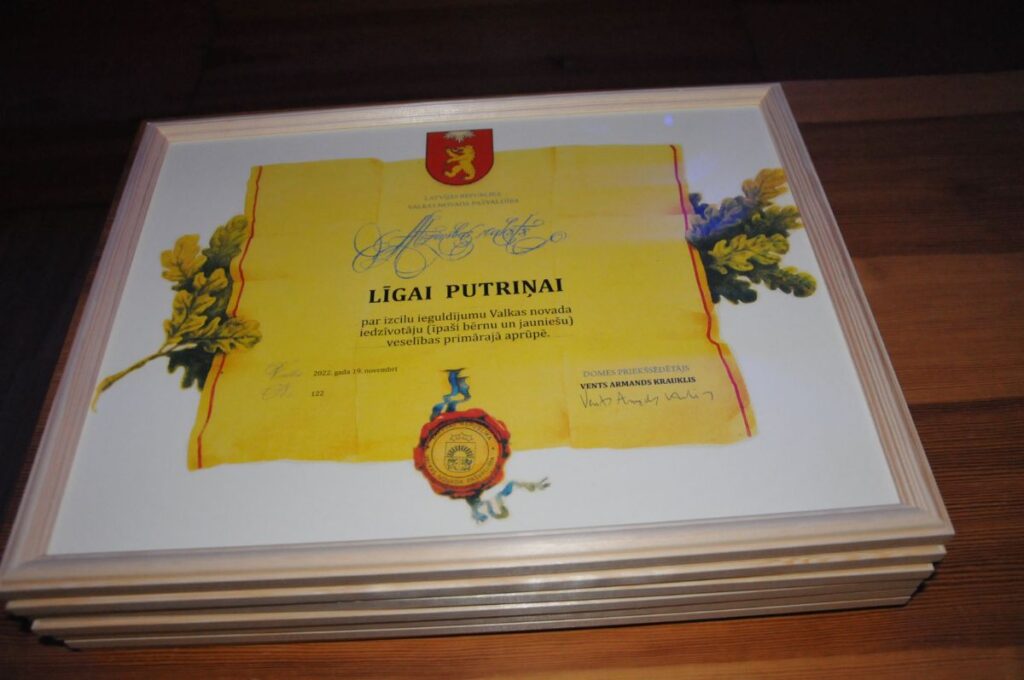 LATVIJAS REPUBLIKA
VALKAS NOVADA PAŠVALDĪBA
Atzinības raksts
LĪGAI PUTRIŅAI
par izcilu ieguldījumu Valkas novada
iedzīvotāju (īpaši bērnu un jauniešu)
veselības primārajā aprūpē.
2022. gada 19. novembrī
122
DOMES PRIEKŠSĒDĒTĀJS
VENTS ARMANDS KRAUKLIS